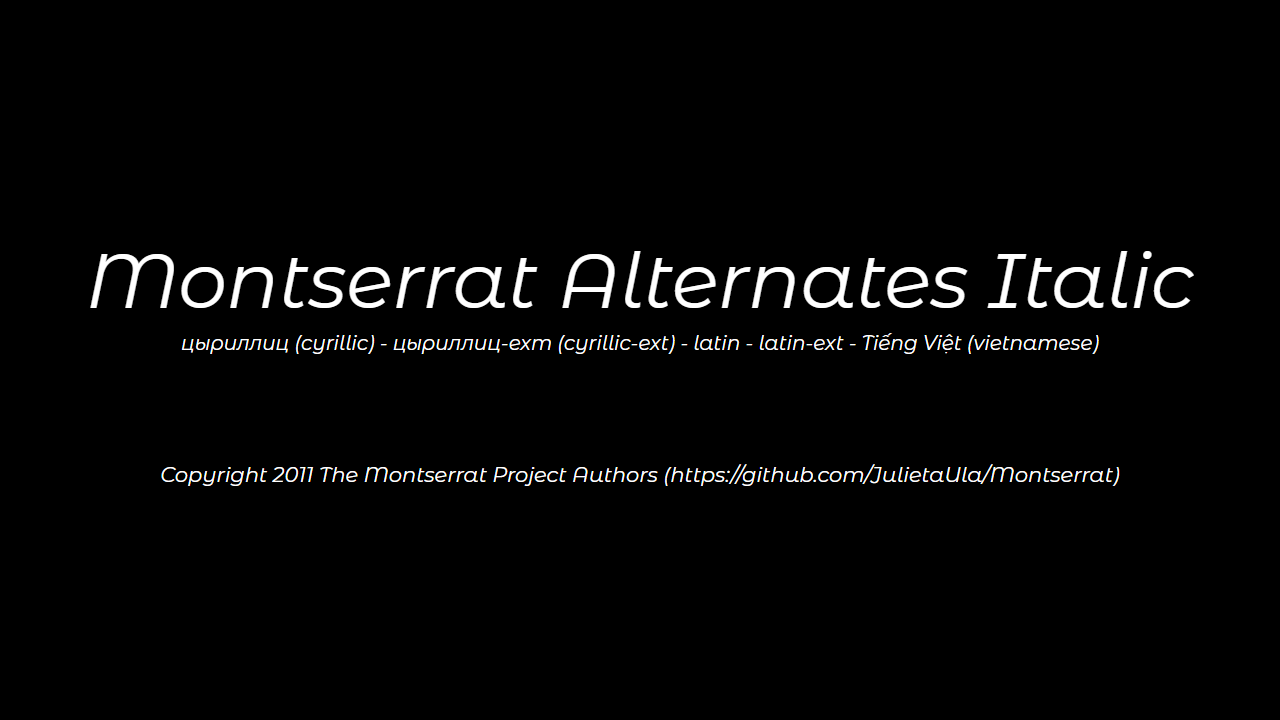 Montserrat Alternates Italic
цыриллиц (cyrillic) - цыриллиц-ext (cyrillic-ext) - latin - latin-ext - Tiếng Việt (vietnamese)
Copyright 2011 The Montserrat Project Authors (https://github.com/JulietaUla/Montserrat)